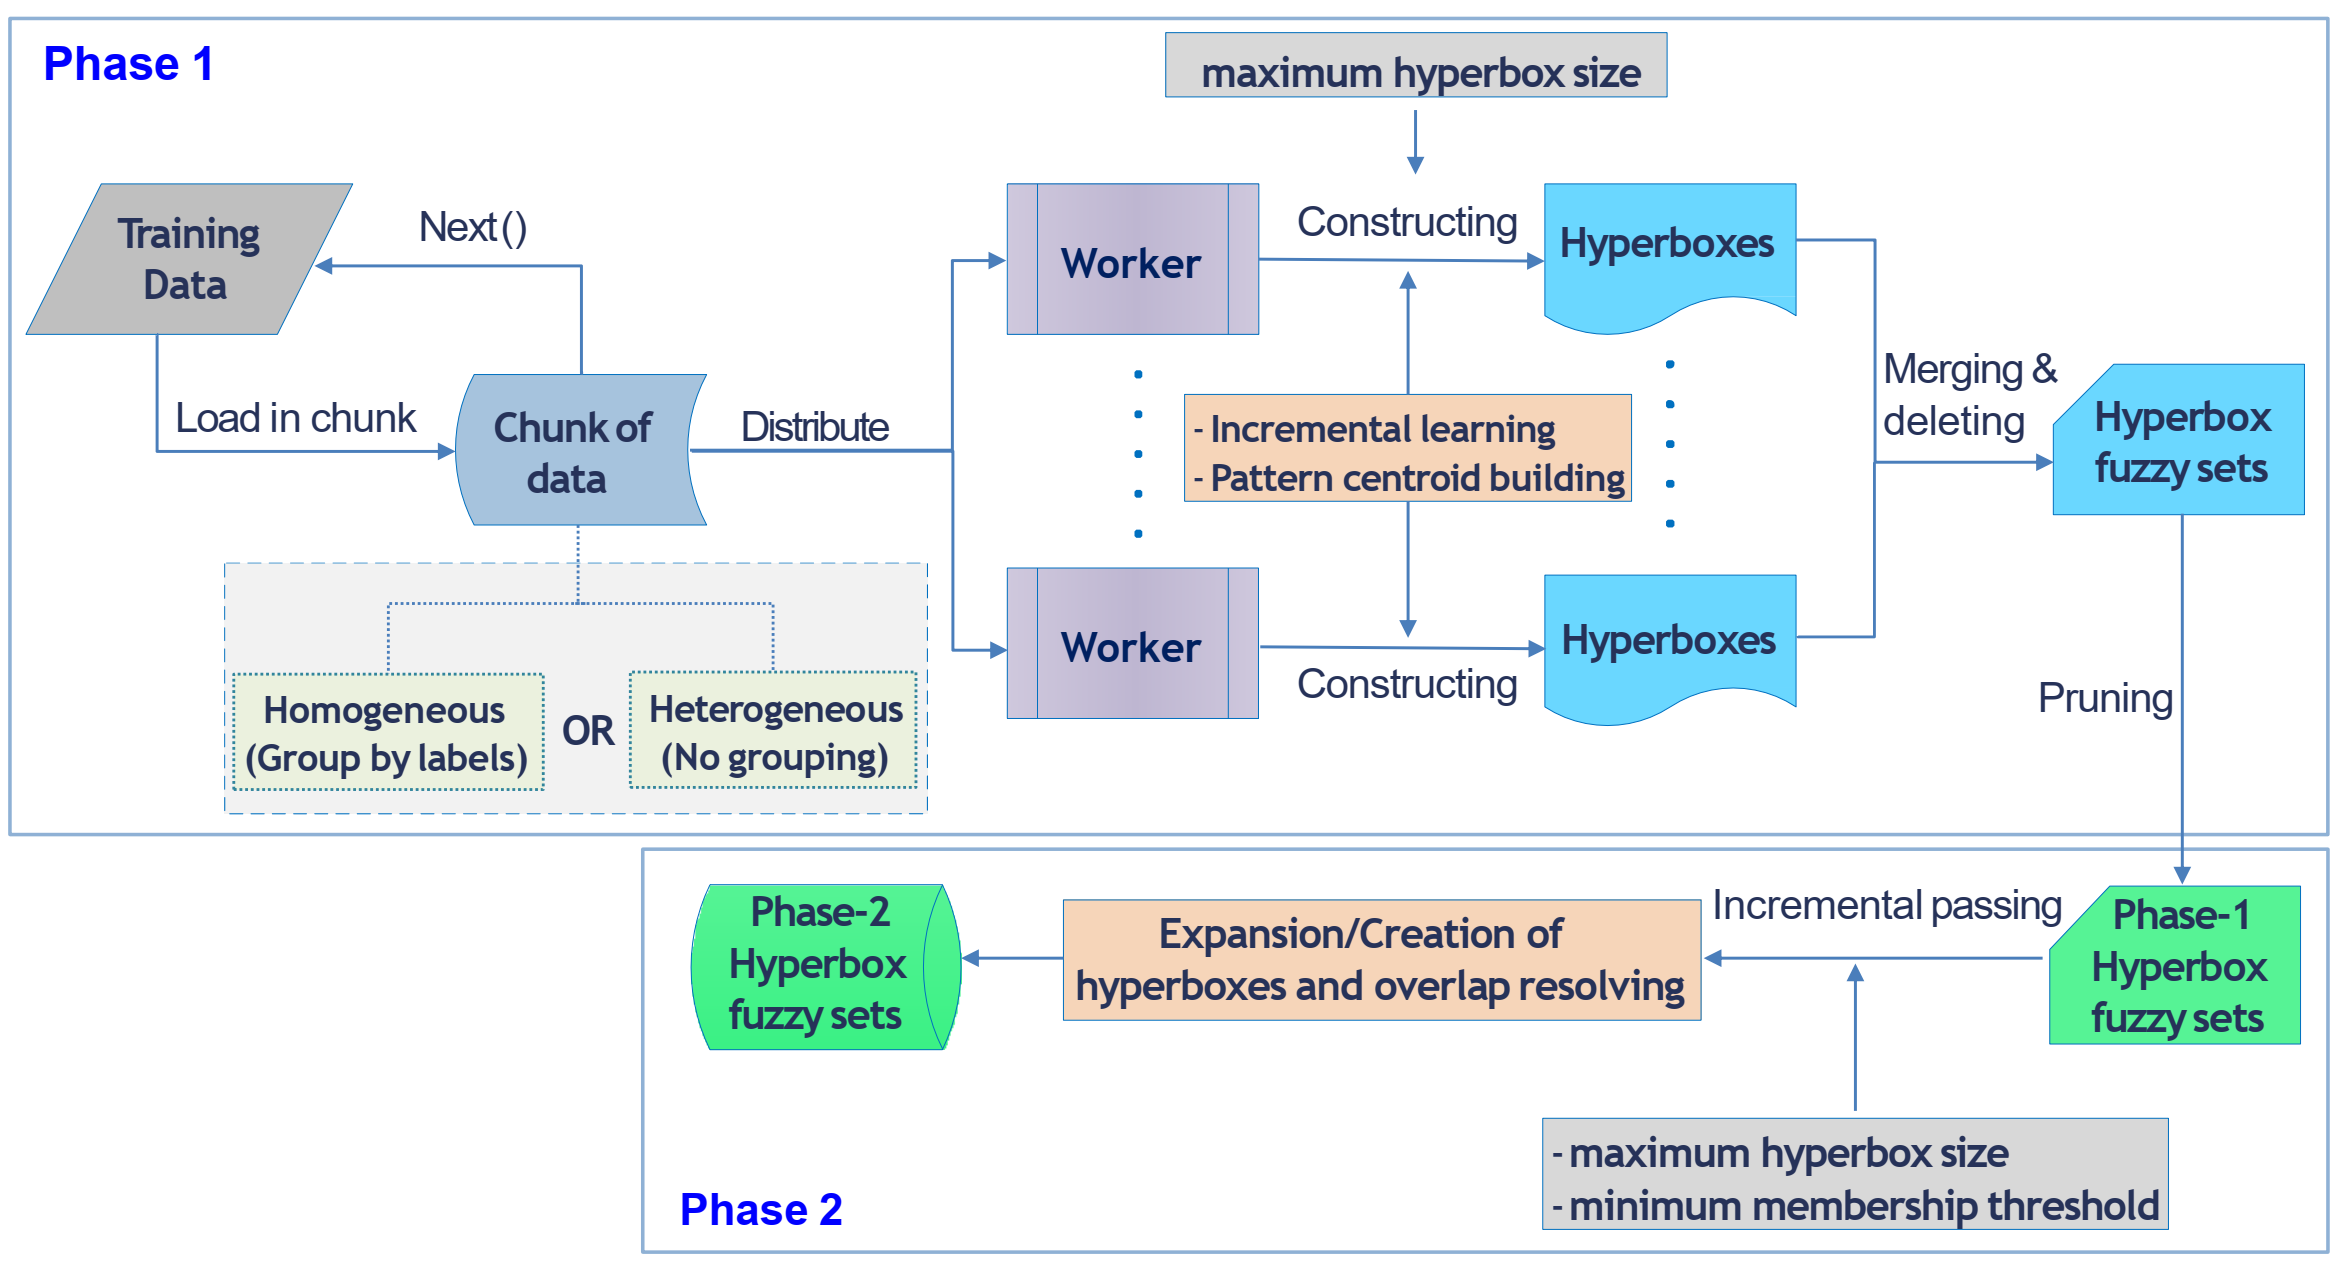 Phase 1
maximum hyperbox size
Training
Data
Next()
Load in chunk
Chunk of
data
Distribute
Homogeneous
(Group by labels)
OR
Heterogeneous
(No grouping)
Worker
Constructing
Hyperboxes
- Incremental learning
- Pattern centroid building
Worker
Constructing
Hyperboxes
Merging &
deleting
Hyperbox
fuzzy sets
Pruning
Phase-1
Hyperbox
fuzzy sets
Incremental passing
- maximum hyperbox size
- minimum membership threshold
Expansion/Creation of
hyperboxes and overlap resolving
Phase-2
Hyperbox
fuzzy sets
Phase 2